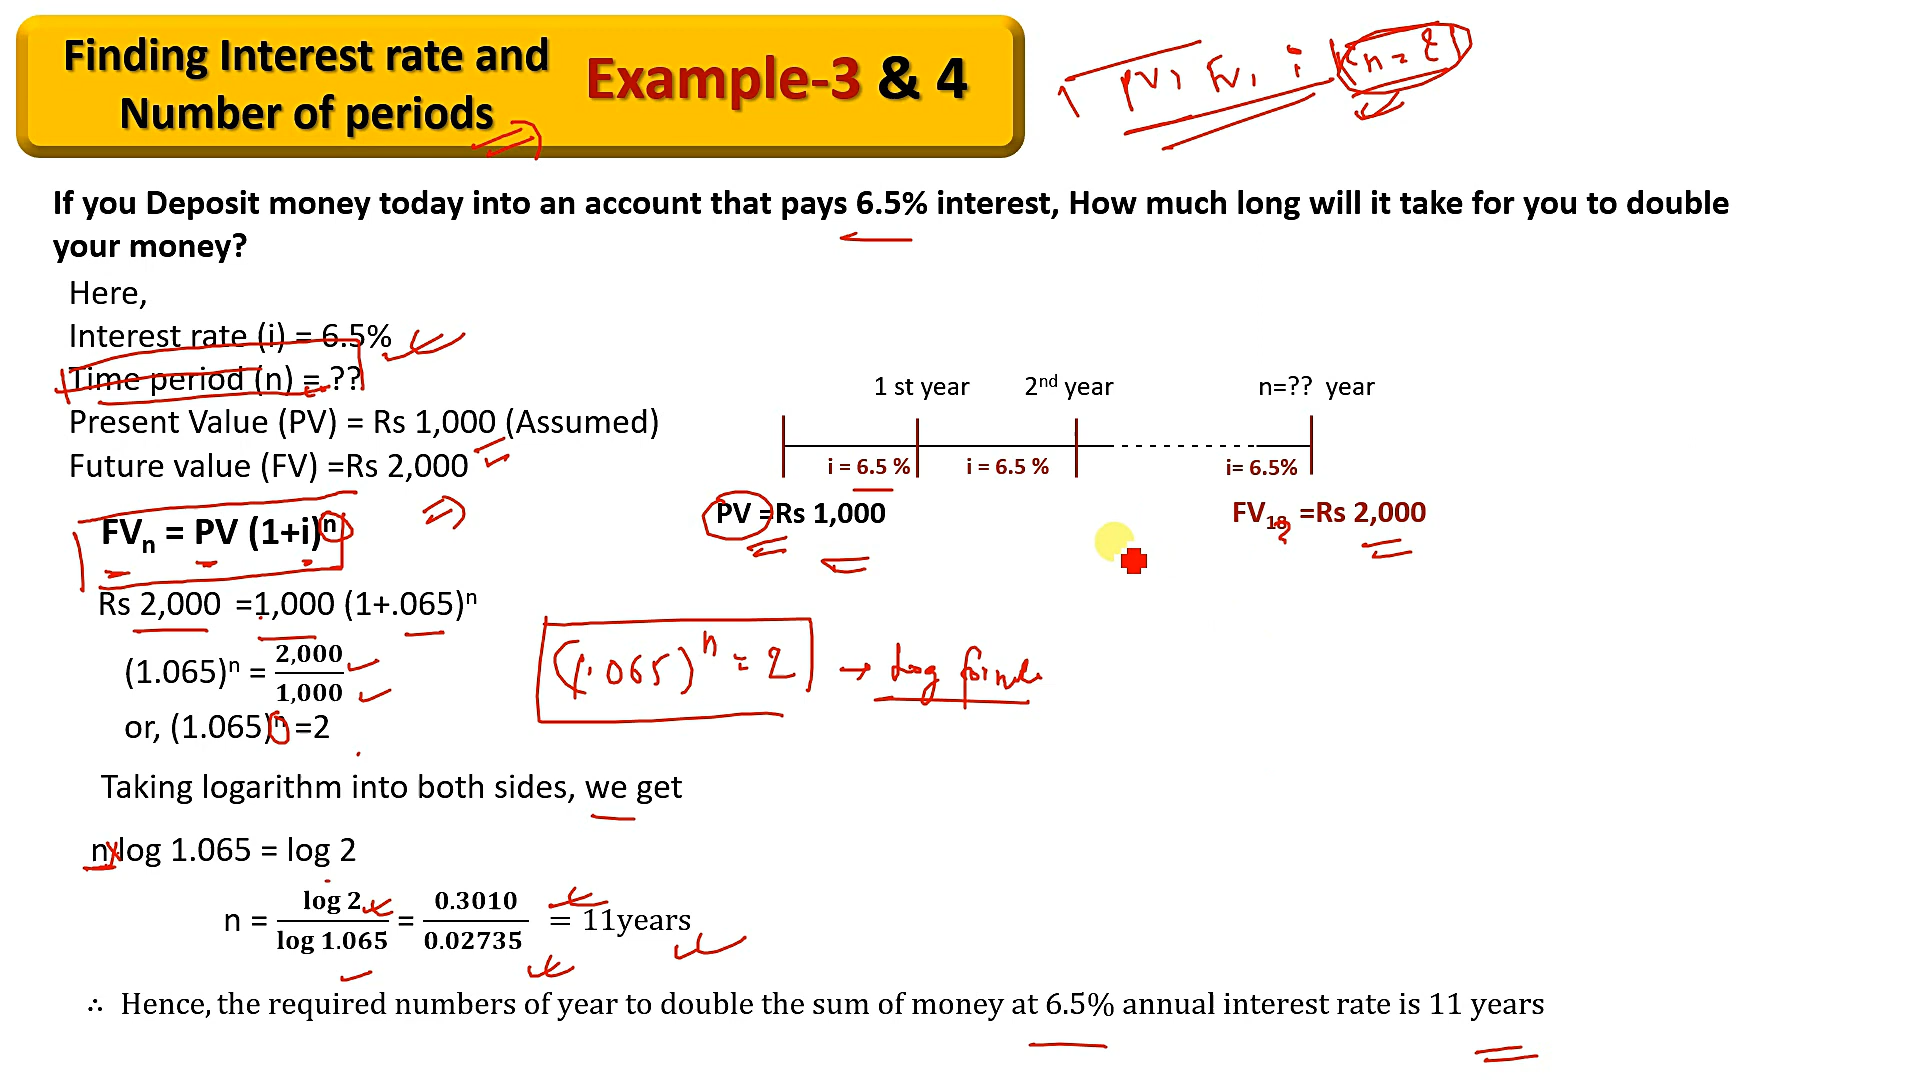 Finding Interest rate and
Number of periods
Example-3 & 4
PV, FV, i
n = ?
If you Deposit money today into an account that pays 6.5% interest, How much long will it take for you to double
your money?
Here,
Interest rate (i) = 6.5%
Time period (n) = ??
Present Value (PV) = Rs 1,000 (Assumed)
Future value (FV) =Rs 2,000
1 st year 2nd year n=?? year
i = 6.5 % i = 6.5 % i= 6.5%
PV =Rs 1,000 FV18 =Rs 2,000
?
FVn = PV (1+i)^n
Rs 2,000 =1,000 (1+.065)^n
(1.065)^n = 2,000/1,000
or, (1.065)^n =2
(1.065)^n = 2 → Log
Taking logarithm into both sides, we get
n log 1.065 = log 2
n = log 2/log 1.065 = 0.3010/0.02735 = 11years
∴ Hence, the required numbers of year to double the sum of money at 6.5% annual interest rate is 11 years